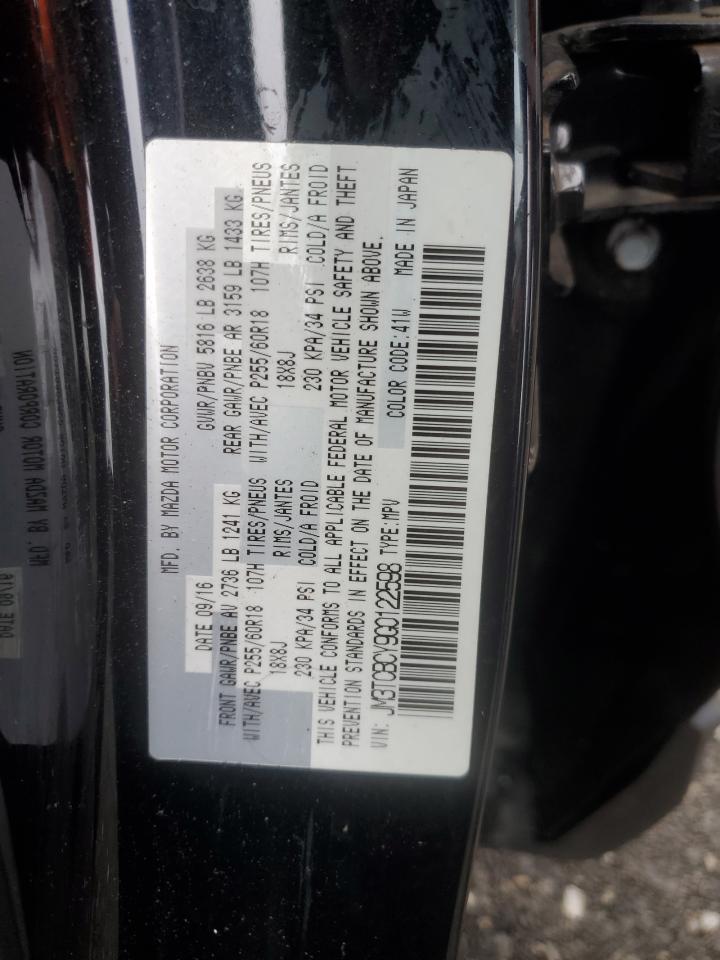 MFD. BY MAZDA MOTOR CORPORATION
DATE 09/16 GVWR/PNBV 5816 LB 2638 KG
FRONT GAWR/PNBE AV 2736 LB 1241 KG REAR GAWR/PNBE AR 3159 LB 1433 KG
WITH/AVEC P255/60R18 107H TIRES/PNEUS WITH/AVEC P255/60R18 107H TIRES/PNEUS
18X8J RIMS/JANTES 18X8J RIMS/JANTES
230 KPA/34 PSI COLD/A FROID 230 KPA/34 PSI COLD/A FROID
THIS VEHICLE CONFORMS TO ALL APPLICABLE FEDERAL MOTOR VEHICLE SAFETY AND THEFT
PREVENTION STANDARDS IN EFFECT ON THE DATE OF MANUFACTURE SHOWN ABOVE.
VIN: JM3TCBCY9G0122598 TYPE:MPV COLOR CODE:41W MADE IN JAPAN